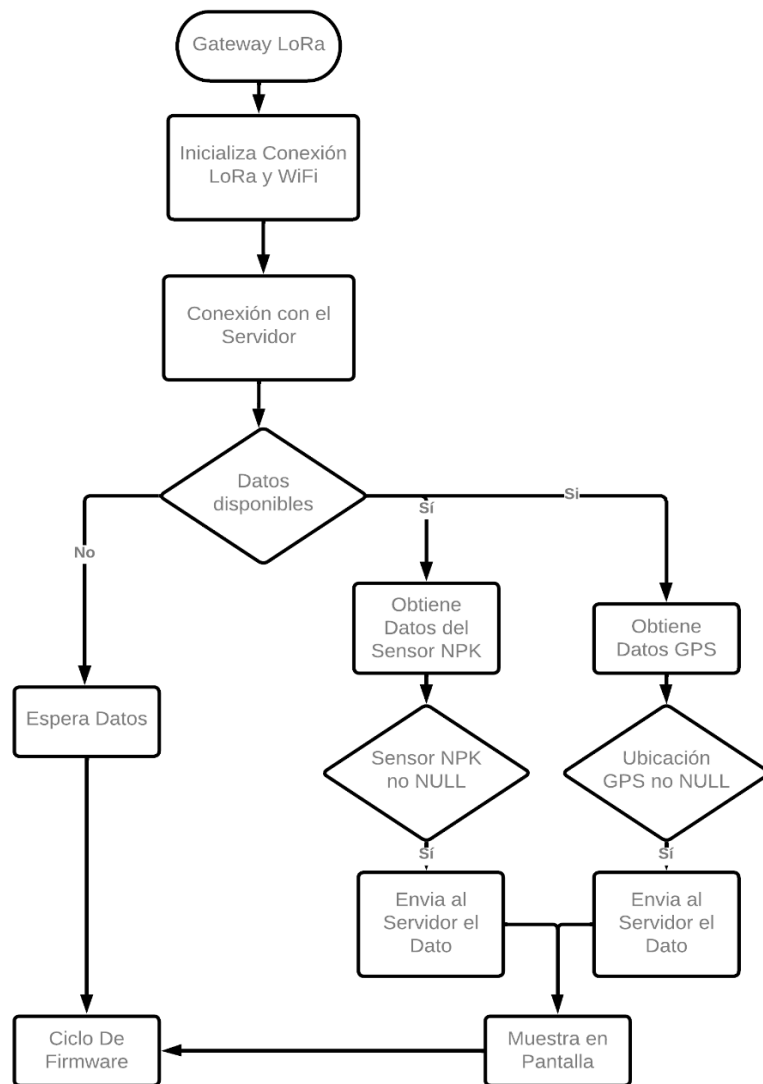 Gateway LoRa
Inicializa Conexión
LoRa y WiFi
Conexión con el
Servidor
Datos
disponibles
No
Sí
Si
Obtiene
Datos del
Sensor NPK
Obtiene
Datos GPS
Espera Datos
Sensor NPK
no NULL
Ubicación
GPS no NULL
Sí
Sí
Envia al
Servidor el
Dato
Envia al
Servidor el
Dato
Ciclo De
Firmware
Muestra en
Pantalla